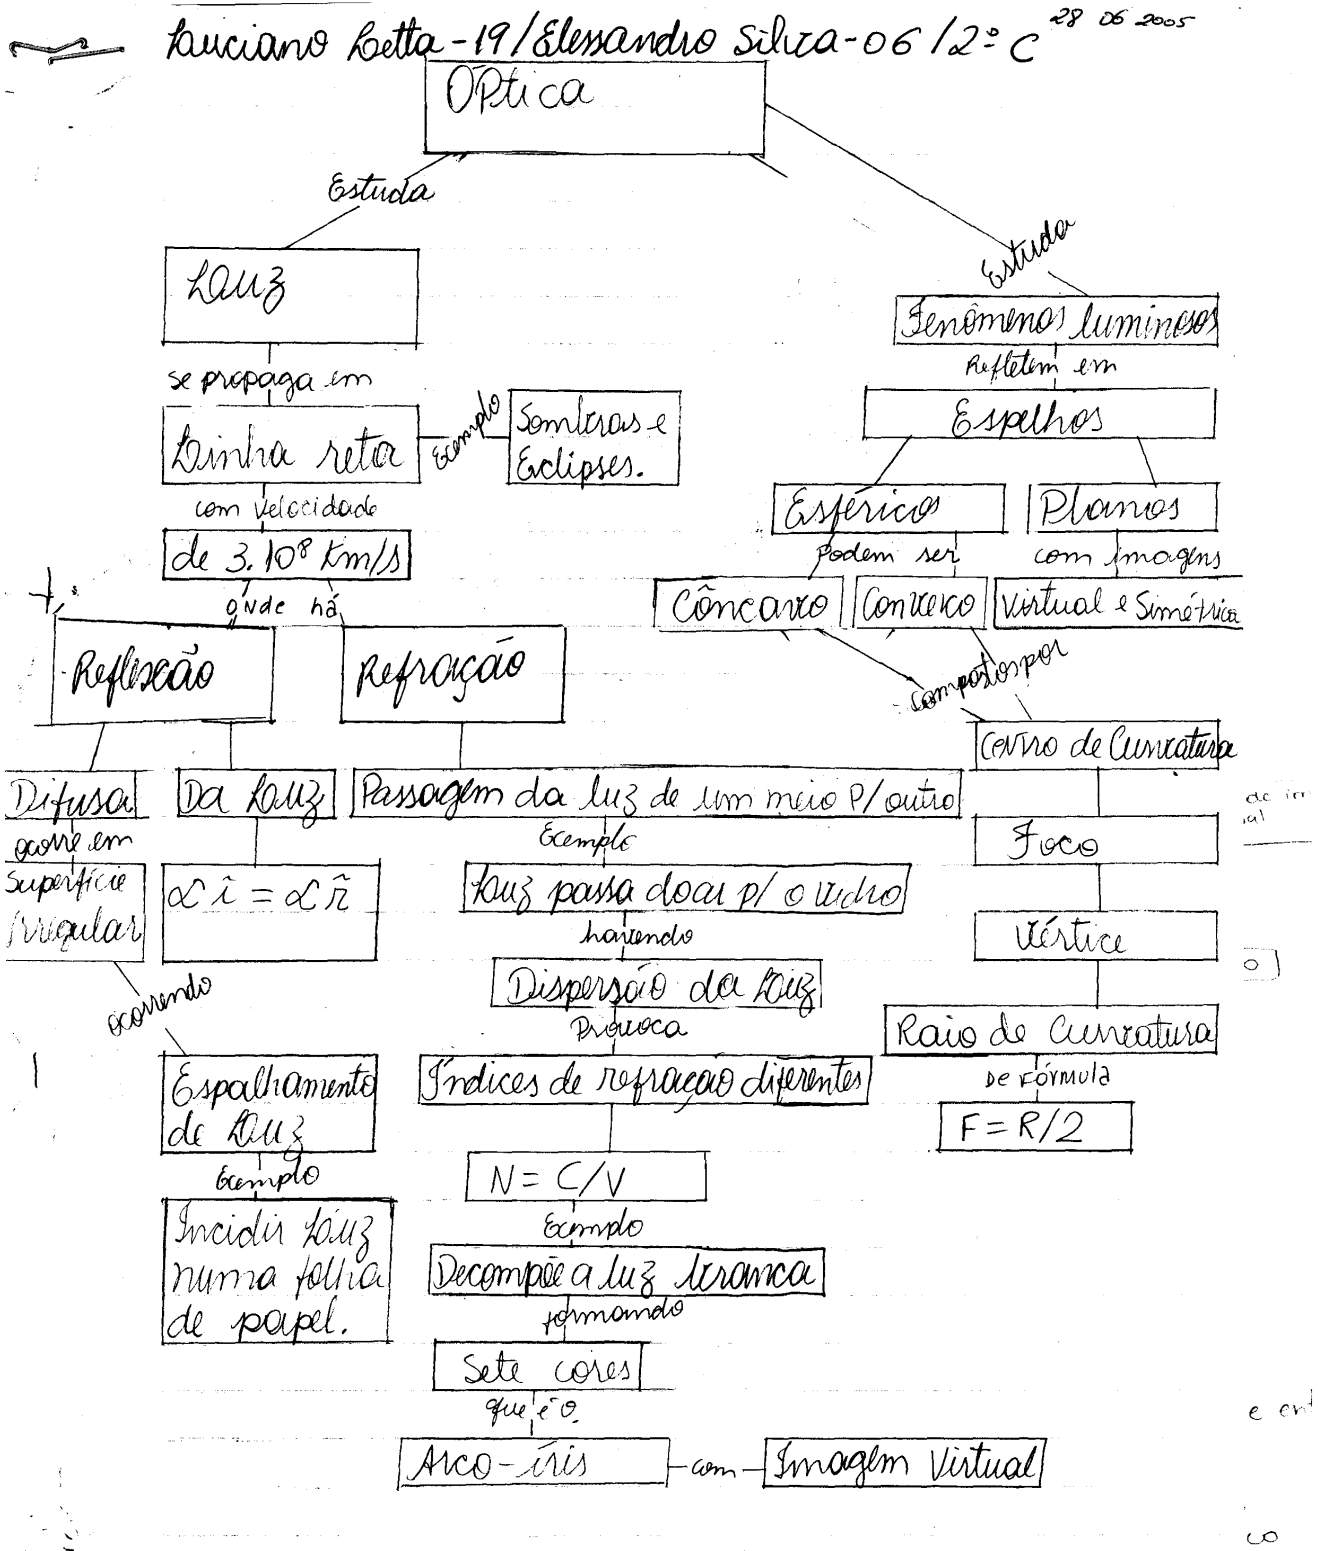 Luciano Letta-19/Elessandro Silva-06/2º C
28 06 2005
Óptica
Estuda
Luz
se propaga em
Linha reta
Exemplo
Sombras e
Eclipses.
com velocidade
de 3.10⁸ Km/s
onde há
Reflexão
Refração
Difusa
ocorre em
Superfície
irregular
ocorrendo
Espalhamento
de Luz
Exemplo
Incidir Luz
numa folha
de papel.
Da Luz
∝ î = ∝ r̂
Passagem da luz de um meio P/ outro
Exemplo
Luz passa do ar p/ o vidro
havendo
Dispersão da Luz
Provoca
Índices de refração diferentes
N = C/V
Exemplo
Decompõe a luz branca
formando
Sete cores
que é o
Arco-íris
com
Imagem Virtual
Estuda
Fenômenos luminosos
Refletem em
Espelhos
Esféricos
Podem ser
Côncavo
Convexo
Planos
com imagens
Virtual e Simétrica
compostos por
Centro de Curvatura
Foco
Vértice
Raio de Curvatura
De Fórmula
F = R/2